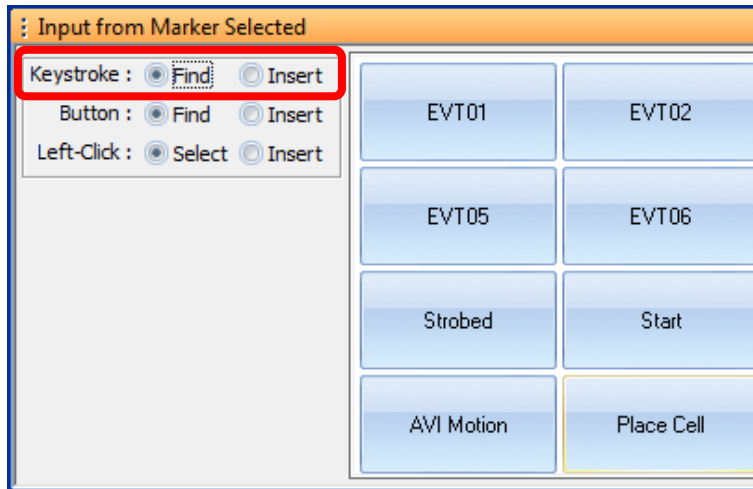 Input from Marker Selected
Keystroke : Find Insert
Button : Find Insert
Left-Click : Select Insert
EVT01 EVT02
EVT05 EVT06
Strobed Start
AVI Motion Place Cell